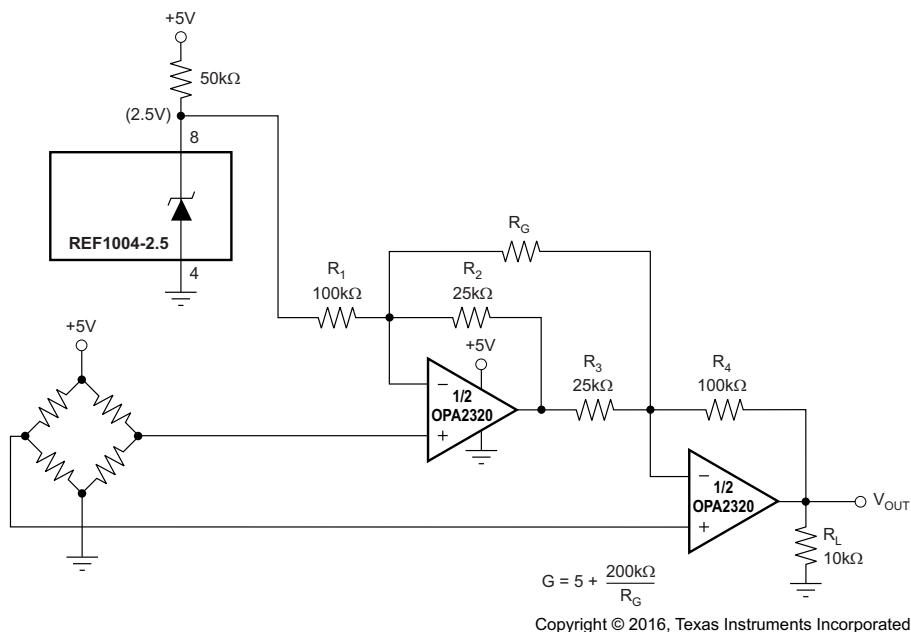 +5V
50kΩ
(2.5V)
8
REF1004-2.5
4
R_G
R_1
100kΩ
R_2
25kΩ
+5V
+5V
R_3
25kΩ
R_4
100kΩ
−
1/2
OPA2320
+
−
1/2
OPA2320
+
V_OUT
R_L
10kΩ
G = 5 + 200kΩ / R_G
Copyright © 2016, Texas Instruments Incorporated